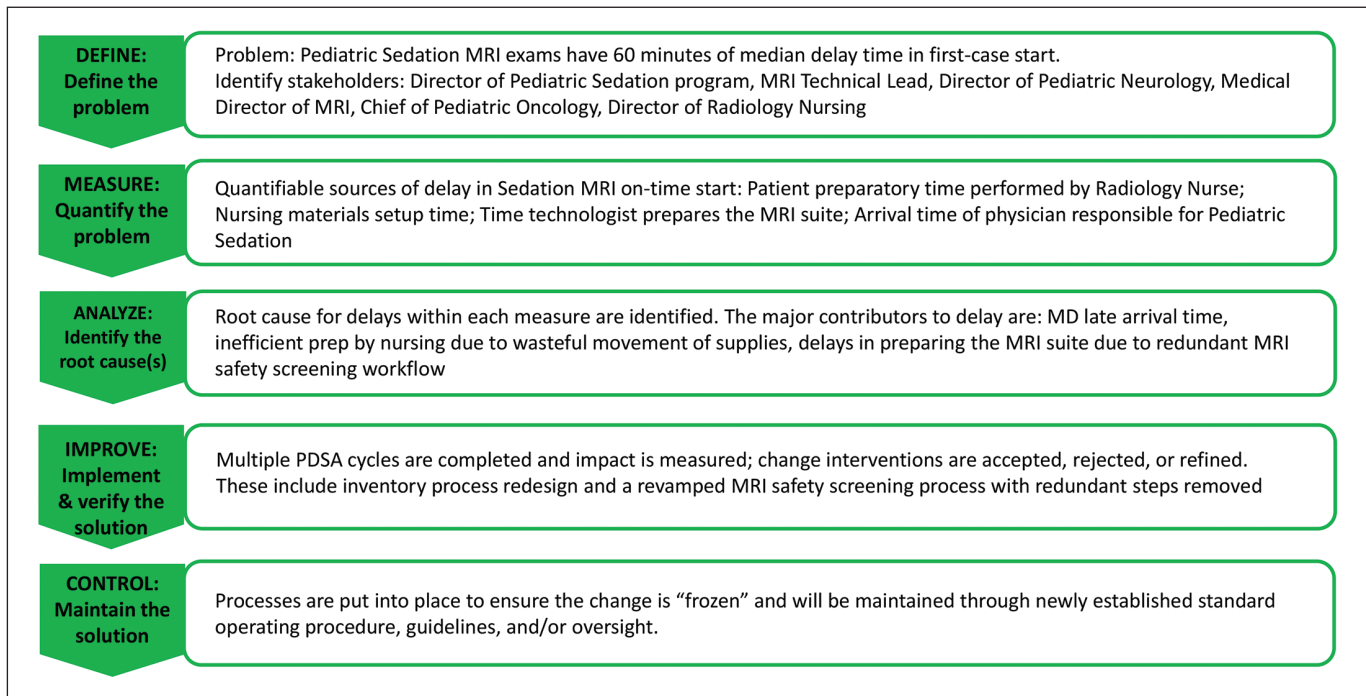 DEFINE:
Define the
problem
Problem: Pediatric Sedation MRI exams have 60 minutes of median delay time in first-case start.
Identify stakeholders: Director of Pediatric Sedation program, MRI Technical Lead, Director of Pediatric Neurology, Medical
Director of MRI, Chief of Pediatric Oncology, Director of Radiology Nursing
MEASURE:
Quantify the
problem
Quantifiable sources of delay in Sedation MRI on-time start: Patient preparatory time performed by Radiology Nurse;
Nursing materials setup time; Time technologist prepares the MRI suite; Arrival time of physician responsible for Pediatric
Sedation
ANALYZE:
Identify the
root cause(s)
Root cause for delays within each measure are identified. The major contributors to delay are: MD late arrival time,
inefficient prep by nursing due to wasteful movement of supplies, delays in preparing the MRI suite due to redundant MRI
safety screening workflow
IMPROVE:
Implement
& verify the
solution
Multiple PDSA cycles are completed and impact is measured; change interventions are accepted, rejected, or refined.
These include inventory process redesign and a revamped MRI safety screening process with redundant steps removed
CONTROL:
Maintain the
solution
Processes are put into place to ensure the change is “frozen” and will be maintained through newly established standard
operating procedure, guidelines, and/or oversight.